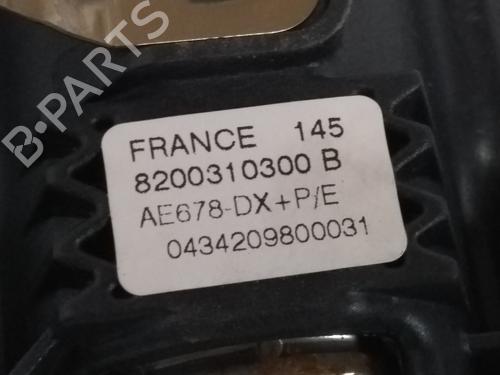 B-PARTS
FRANCE 145
8200310300 B
AE678-DX+P/E
0434209800031